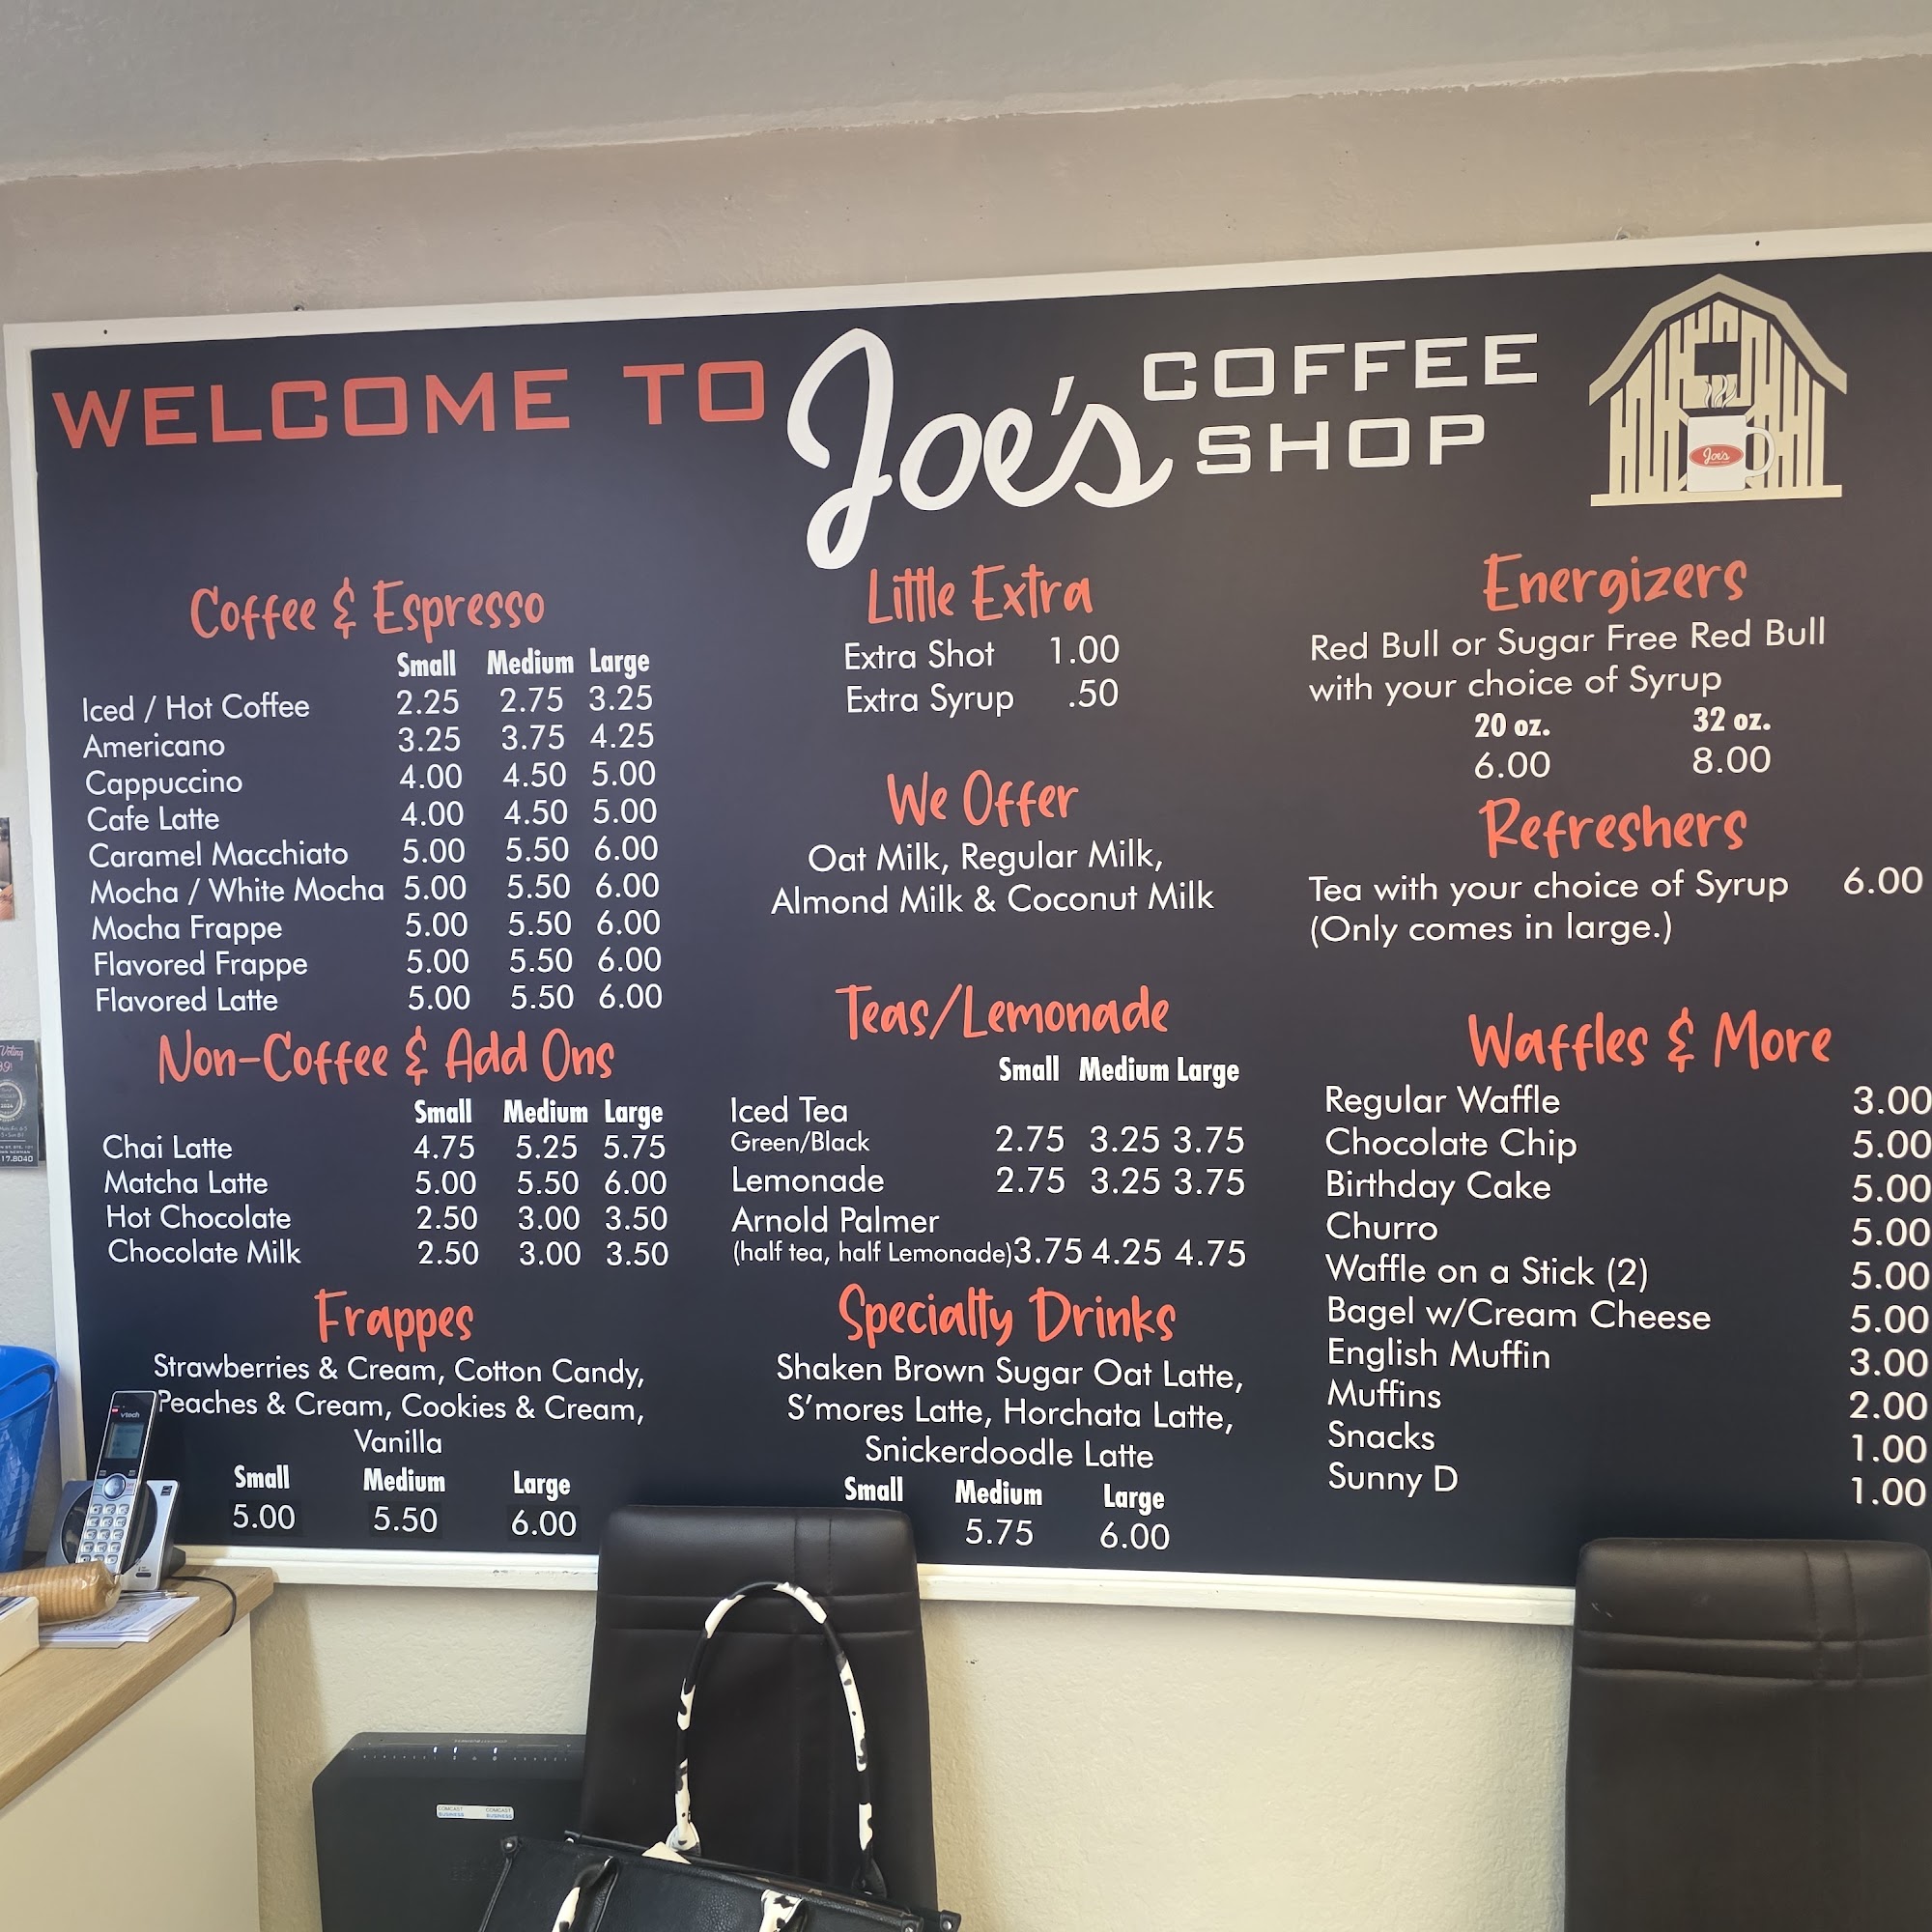 WELCOME TO Joe's COFFEE SHOP
Joe's
Coffee & Espresso
Small Medium Large
Iced / Hot Coffee 2.25 2.75 3.25
Americano 3.25 3.75 4.25
Cappuccino 4.00 4.50 5.00
Cafe Latte 4.00 4.50 5.00
Caramel Macchiato 5.00 5.50 6.00
Mocha / White Mocha 5.00 5.50 6.00
Mocha Frappe 5.00 5.50 6.00
Flavored Frappe 5.00 5.50 6.00
Flavored Latte 5.00 5.50 6.00
Non-Coffee & Add Ons
Small Medium Large
Chai Latte 4.75 5.25 5.75
Matcha Latte 5.00 5.50 6.00
Hot Chocolate 2.50 3.00 3.50
Chocolate Milk 2.50 3.00 3.50
Frappes
Strawberries & Cream, Cotton Candy,
Peaches & Cream, Cookies & Cream,
Vanilla
Small Medium Large
5.00 5.50 6.00
Little Extra
Extra Shot 1.00
Extra Syrup .50
We Offer
Oat Milk, Regular Milk,
Almond Milk & Coconut Milk
Teas/Lemonade
Small Medium Large
Iced Tea
Green/Black 2.75 3.25 3.75
Lemonade 2.75 3.25 3.75
Arnold Palmer
(half tea, half Lemonade) 3.75 4.25 4.75
Specialty Drinks
Shaken Brown Sugar Oat Latte,
S'mores Latte, Horchata Latte,
Snickerdoodle Latte
Small Medium Large
5.75 6.00
Energizers
Red Bull or Sugar Free Red Bull
with your choice of Syrup
20 oz. 32 oz.
6.00 8.00
Refreshers
Tea with your choice of Syrup 6.00
(Only comes in large.)
Waffles & More
Regular Waffle 3.00
Chocolate Chip 5.00
Birthday Cake 5.00
Churro 5.00
Waffle on a Stick (2) 5.00
Bagel w/Cream Cheese 5.00
English Muffin 3.00
Muffins 2.00
Snacks 1.00
Sunny D 1.00
Voting
17.8040
vtech
COMCAST BUSINESS COMCAST BUSINESS